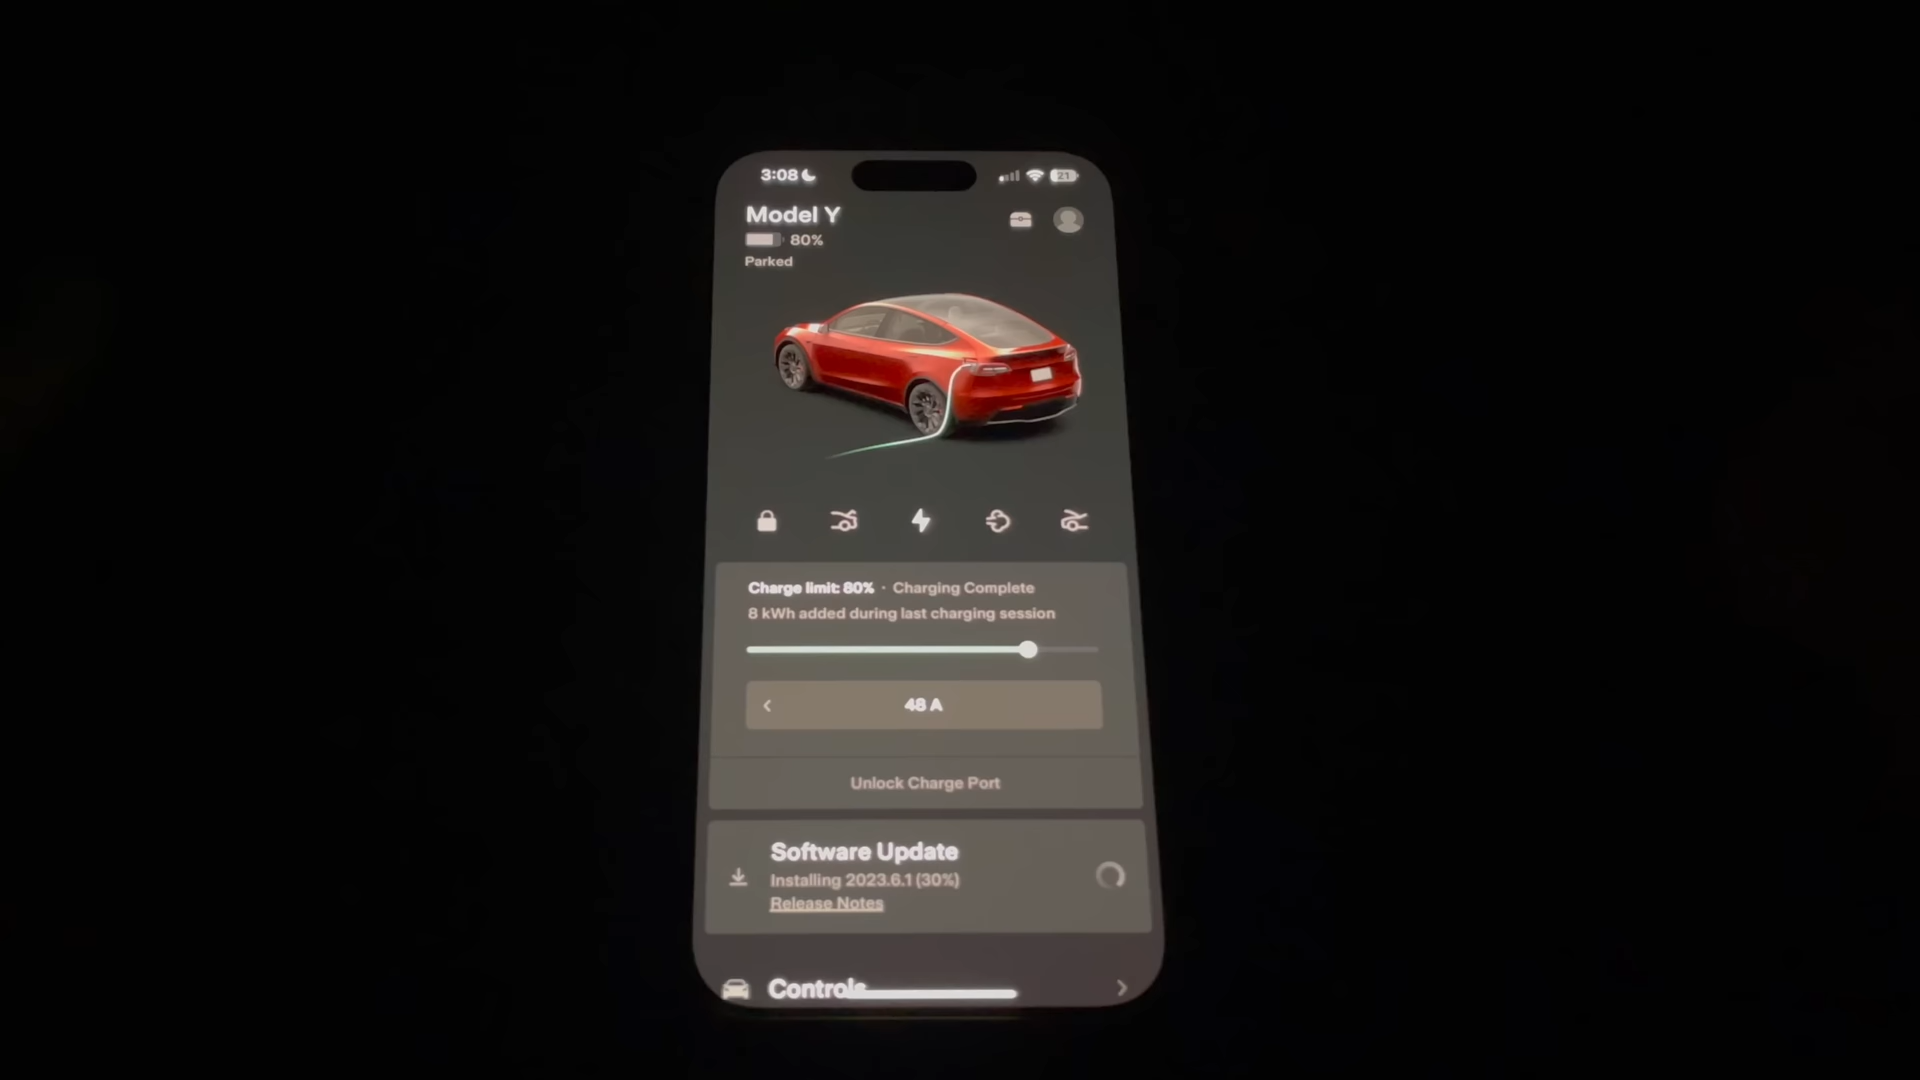 3:08
21
Model Y
80%
Parked
Charge limit: 80% · Charging Complete
8 kWh added during last charging session
48 A
Unlock Charge Port
Software Update
Installing 2023.6.1 (30%)
Release Notes
Controls